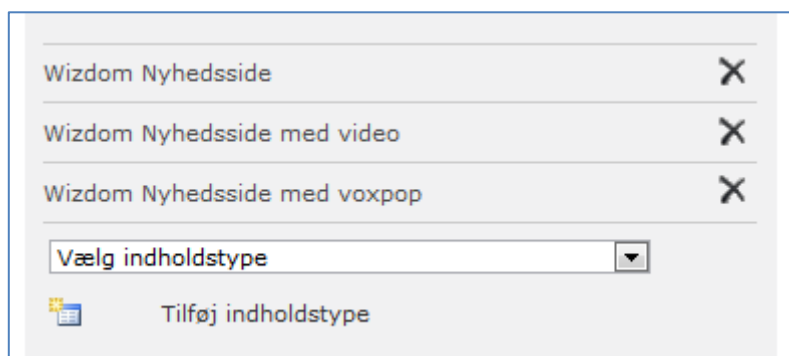 Wizdom Nyhedsside
Wizdom Nyhedsside med video
Wizdom Nyhedsside med voxpop
Vælg indholdstype
Tilføj indholdstype